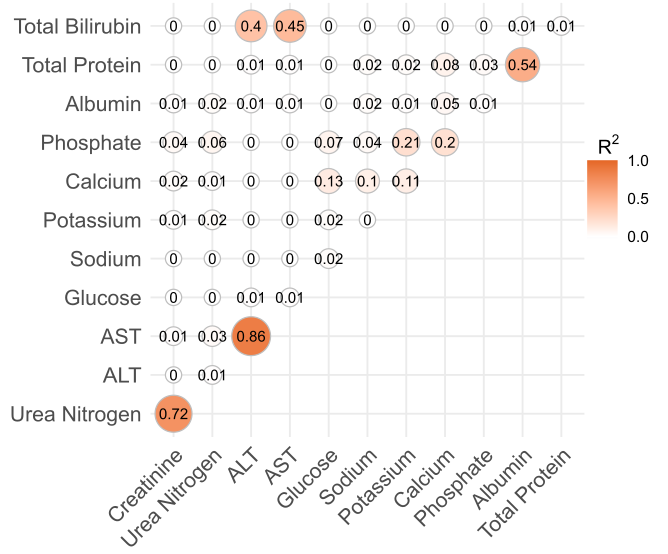 Total Bilirubin 0 0 0.4 0.45 0 0 0 0 0 0.01 0.01
Total Protein 0 0 0.01 0.01 0 0.02 0.02 0.08 0.03 0.54
Albumin 0.01 0.02 0.01 0.01 0 0.02 0.01 0.05 0.01
Phosphate 0.04 0.06 0 0 0.07 0.04 0.21 0.2
Calcium 0.02 0.01 0 0 0.13 0.1 0.11
Potassium 0.01 0.02 0 0 0.02 0
Sodium 0 0 0 0 0.02
Glucose 0 0 0.01 0.01
AST 0.01 0.03 0.86
ALT 0 0.01
Urea Nitrogen 0.72
Creatinine
Urea Nitrogen
ALT
AST
Glucose
Sodium
Potassium
Calcium
Phosphate
Albumin
Total Protein
R²
1.0
0.5
0.0